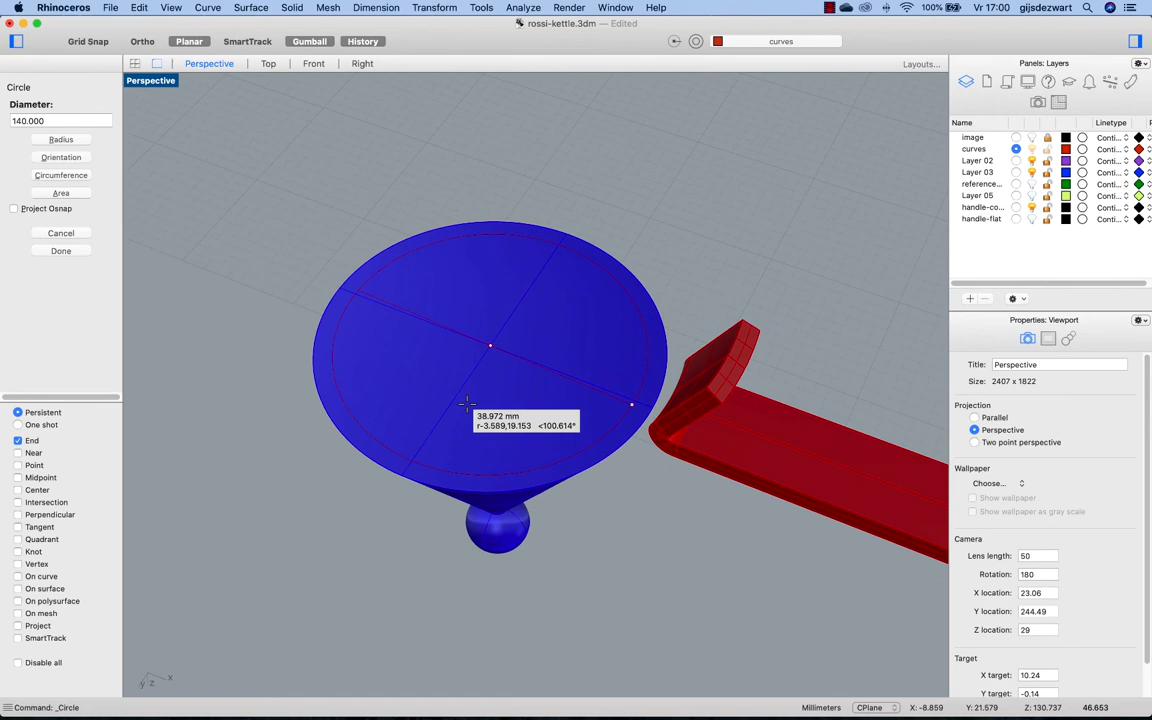 Rhinoceros File Edit View Curve Surface Solid Mesh Dimension Transform Tools Analyze Render Window Help 100% Vr 17:00 gijsdezwart
rossi-kettle.3dm — Edited
Grid Snap Ortho Planar SmartTrack Gumball History curves
Perspective Top Front Right Layouts...
Panels: Layers
Perspective
Circle
Diameter:
140.000
Radius
Orientation
Circumference
Area
Project Osnap
Cancel
Done
Name Linetype
image Conti...
curves Conti...
Layer 02 Conti...
Layer 03 Conti...
reference... Conti...
Layer 05 Conti...
handle-co... Conti...
handle-flat Conti...
Properties: Viewport
Title: Perspective
Size: 2407 x 1822
Projection
Parallel
Perspective
Two point perspective
Wallpaper
Choose...
Show wallpaper
Show wallpaper as gray scale
Camera
Lens length: 50
Rotation: 180
X location: 23.06
Y location: 244.49
Z location: 29
Target
X target: 10.24
Y target: -0.14
38.972 mm
r-3.589,19.153 <100.614°
Persistent
One shot
End
Near
Point
Midpoint
Center
Intersection
Perpendicular
Tangent
Quadrant
Knot
Vertex
On curve
On surface
On polysurface
On mesh
Project
SmartTrack
Disable all
y z x
Command: _Circle
Millimeters CPlane X: -8.859 Y: 21.579 Z: 130.737 46.653